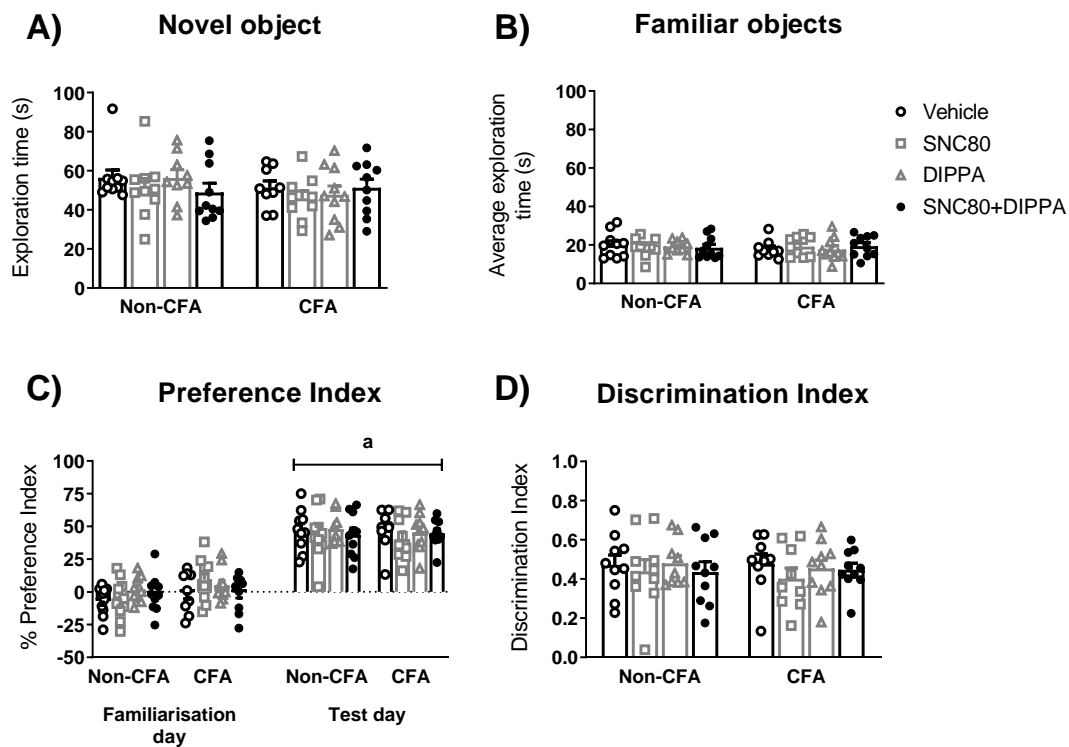 A)
Novel object
Exploration time (s)
100
80
60
40
20
0
Non-CFA
CFA
B)
Familiar objects
Average exploration
time (s)
100
80
60
40
20
0
Non-CFA
CFA
Vehicle
SNC80
DIPPA
SNC80+DIPPA
C)
Preference Index
% Preference Index
a
100
75
50
25
0
-25
-50
Non-CFA
CFA
Non-CFA
CFA
Familiarisation
day
Test day
D)
Discrimination Index
Discrimination Index
1.0
0.8
0.6
0.4
0.2
0.0
Non-CFA
CFA